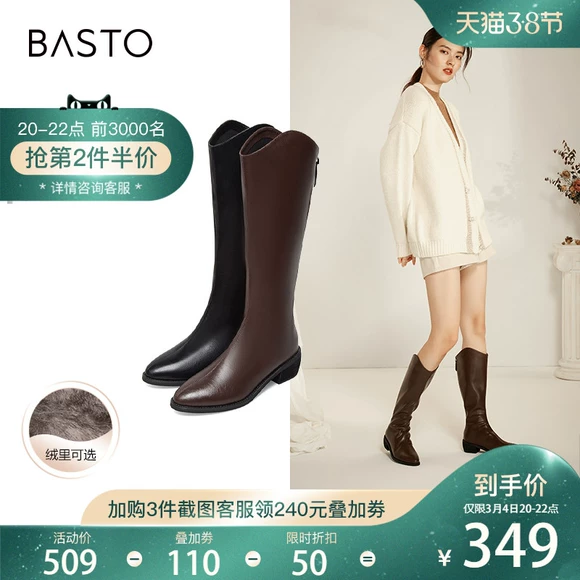 BASTO
天猫3·8节
20-22点 前3000名
抢第2件半价
*详情咨询客服*
绒里可选
加购3件截图客服领240元叠加劵
到手价
仅限3月4日20-22点
活动价 叠加劵 限时折扣
509 - 110 - 50 = ¥349